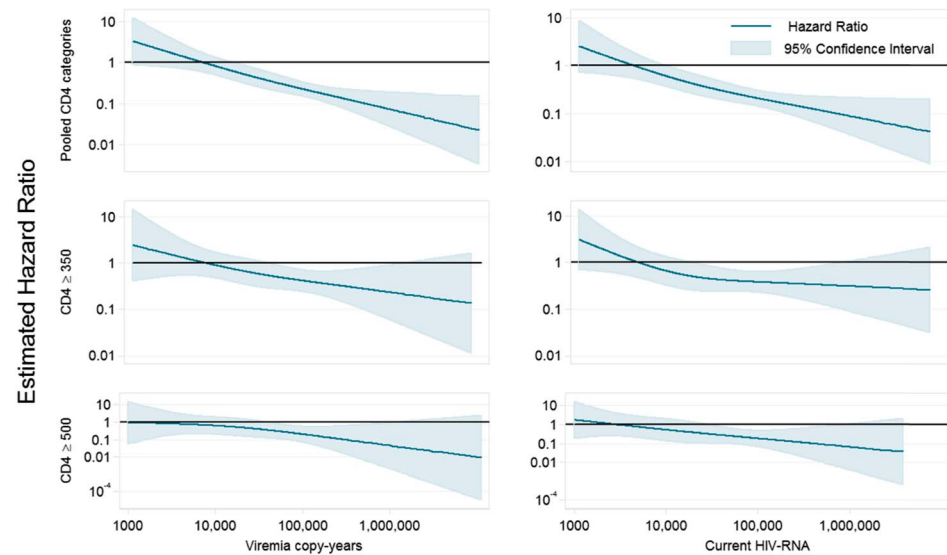 Estimated Hazard Ratio
Pooled CD4 categories
10
1
0.1
0.01
10
1
0.1
0.01
Hazard Ratio
95% Confidence Interval
CD4 ≥ 350
10
1
0.1
0.01
10
1
0.1
0.01
CD4 ≥ 500
10
1
0.1
0.01
10⁻⁴
10
1
0.1
0.01
10⁻⁴
1000 10,000 100,000 1,000,000
Viremia copy-years
1000 10,000 100,000 1,000,000
Current HIV-RNA